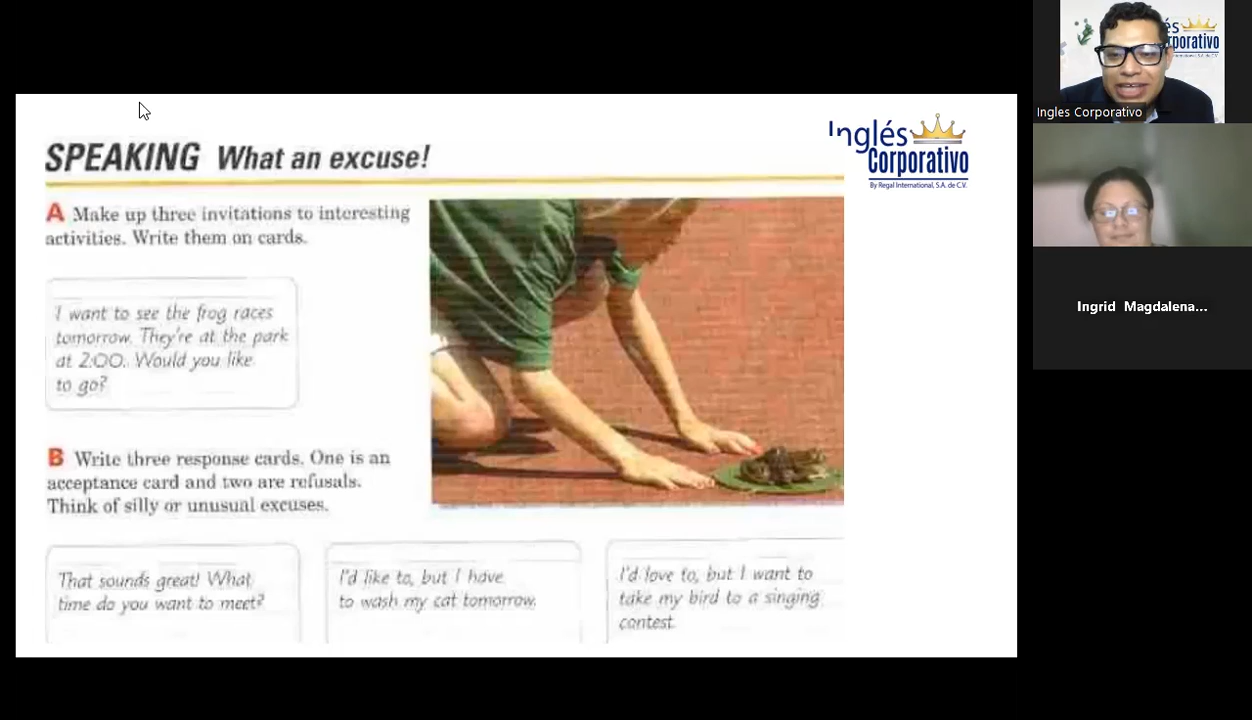 SPEAKING What an excuse!
Inglés
Corporativo
By Regal International, S.A. de C.V.
A Make up three invitations to interesting
activities. Write them on cards.
I want to see the frog races
tomorrow. They're at the park
at 2:00. Would you like
to go?
B Write three response cards. One is an
acceptance card and two are refusals.
Think of silly or unusual excuses.
That sounds great! What
time do you want to meet?
I'd like to, but I have
to wash my cat tomorrow.
I'd love to, but I want to
take my bird to a singing
contest.
és
rporativo
Ingles Corporativo
Ingrid Magdalena...